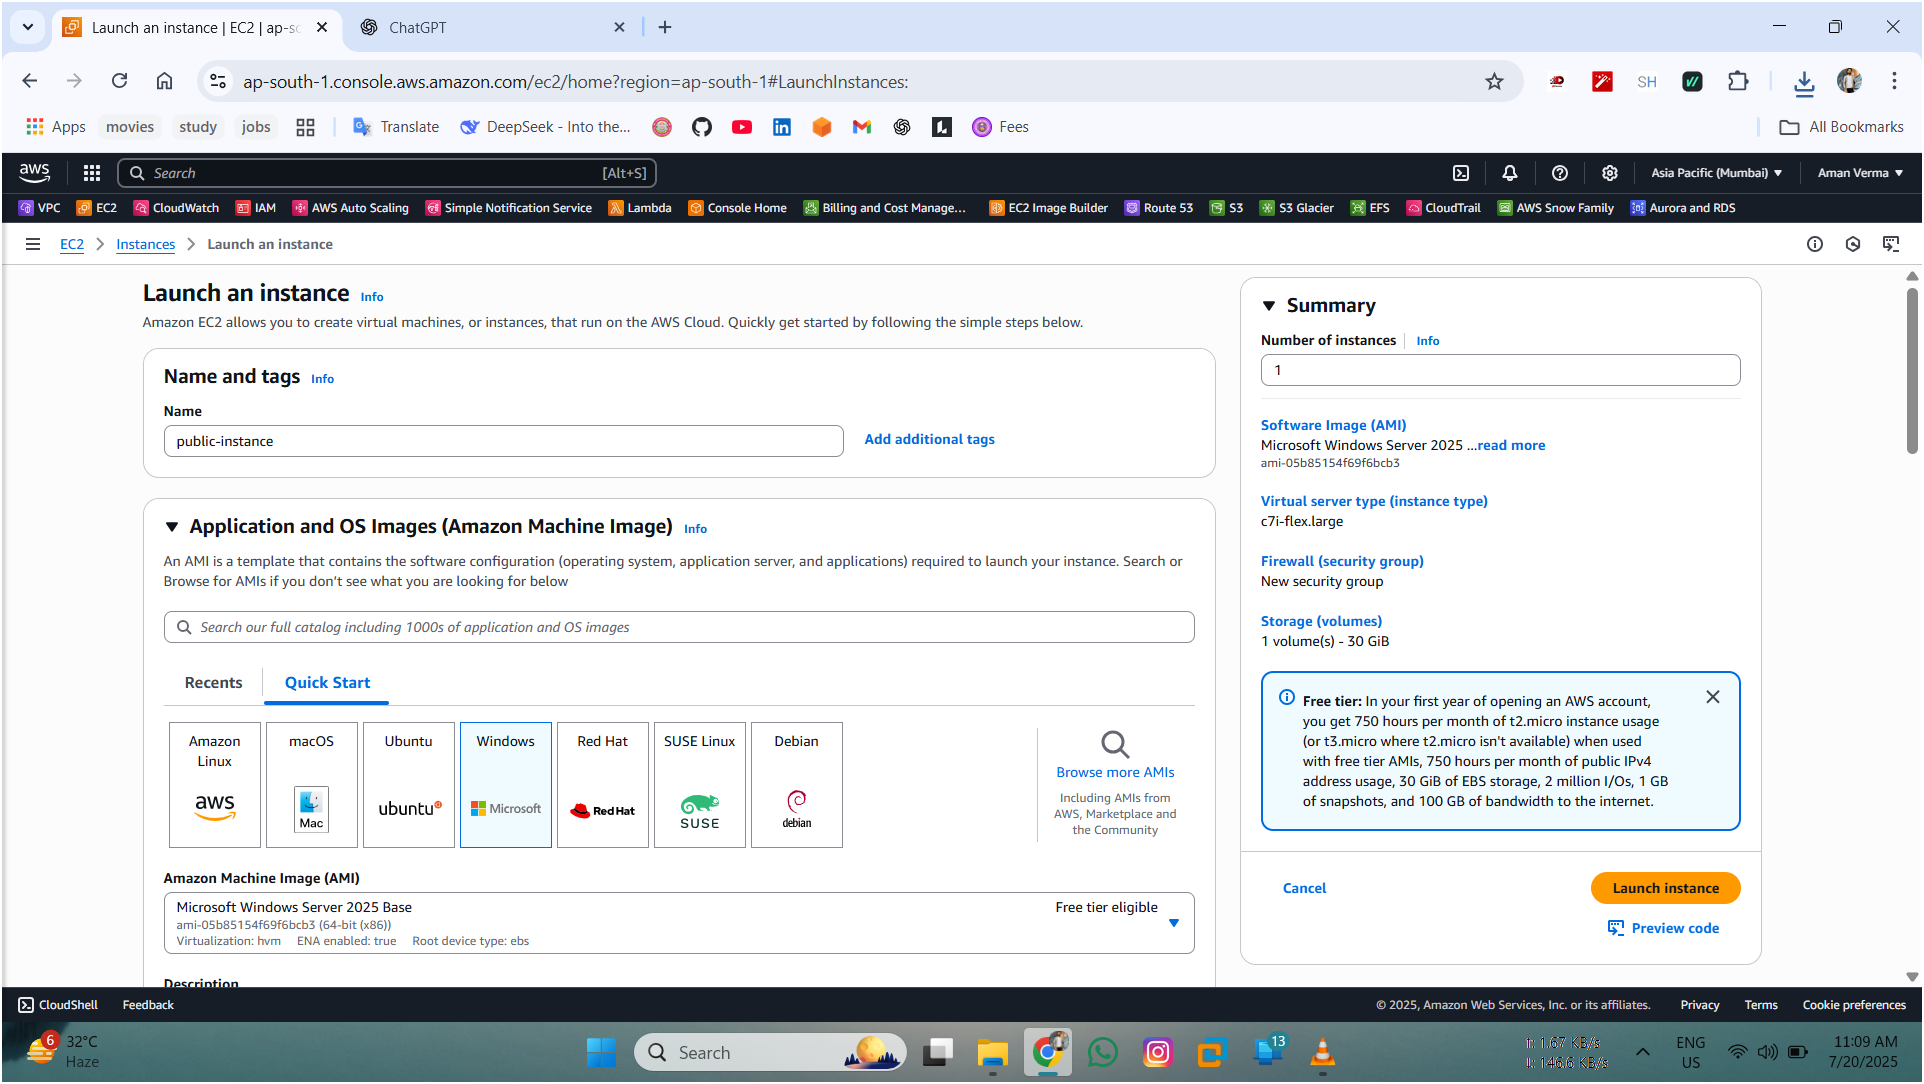 Launch an instance | EC2 | ap-sc
ChatGPT
ap-south-1.console.aws.amazon.com/ec2/home?region=ap-south-1#LaunchInstances:
SH
Apps
movies
study
jobs
Translate
DeepSeek - Into the...
Fees
All Bookmarks
aws
Search
[Alt+S]
Asia Pacific (Mumbai)
Aman Verma
VPC
EC2
CloudWatch
IAM
AWS Auto Scaling
Simple Notification Service
Lambda
Console Home
Billing and Cost Manage...
EC2 Image Builder
Route 53
S3
S3 Glacier
EFS
CloudTrail
AWS Snow Family
Aurora and RDS
EC2
Instances
Launch an instance
Launch an instance Info
Amazon EC2 allows you to create virtual machines, or instances, that run on the AWS Cloud. Quickly get started by following the simple steps below.
Name and tags Info
Name
public-instance
Add additional tags
Application and OS Images (Amazon Machine Image) Info
An AMI is a template that contains the software configuration (operating system, application server, and applications) required to launch your instance. Search or
Browse for AMIs if you don't see what you are looking for below
Search our full catalog including 1000s of application and OS images
Recents
Quick Start
Amazon
Linux
aws
macOS
Mac
Ubuntu
ubuntu
Windows
Microsoft
Red Hat
RedHat
SUSE Linux
SUSE
Debian
debian
Browse more AMIs
Including AMIs from
AWS, Marketplace and
the Community
Amazon Machine Image (AMI)
Microsoft Windows Server 2025 Base
Free tier eligible
ami-05b85154f69f6bcb3 (64-bit (x86))
Virtualization: hvm ENA enabled: true Root device type: ebs
Description
Summary
Number of instances Info
1
Software Image (AMI)
Microsoft Windows Server 2025 ...read more
ami-05b85154f69f6bcb3
Virtual server type (instance type)
c7i-flex.large
Firewall (security group)
New security group
Storage (volumes)
1 volume(s) - 30 GiB
Free tier: In your first year of opening an AWS account,
you get 750 hours per month of t2.micro instance usage
(or t3.micro where t2.micro isn't available) when used
with free tier AMIs, 750 hours per month of public IPv4
address usage, 30 GiB of EBS storage, 2 million I/Os, 1 GB
of snapshots, and 100 GB of bandwidth to the internet.
Cancel
Launch instance
Preview code
CloudShell
Feedback
© 2025, Amazon Web Services, Inc. or its affiliates.
Privacy
Terms
Cookie preferences
6
32°C
Haze
Search
13
1.67 KB/s
146.6 KB/s
ENG
US
11:09 AM
7/20/2025